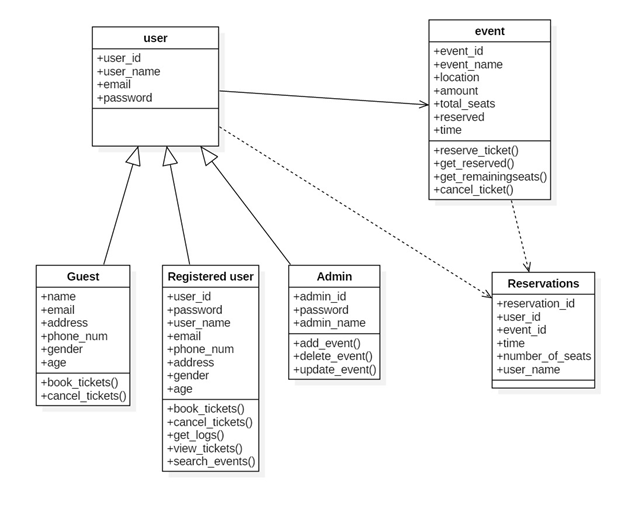 user
+user_id
+user_name
+email
+password
event
+event_id
+event_name
+location
+amount
+total_seats
+reserved
+time
+reserve_ticket()
+get_reserved()
+get_remainingseats()
+cancel_ticket()
Guest
+name
+email
+address
+phone_num
+gender
+age
+book_tickets()
+cancel_tickets()
Registered user
+user_id
+password
+user_name
+email
+phone_num
+address
+gender
+age
+book_tickets()
+cancel_tickets()
+get_logs()
+view_tickets()
+search_events()
Admin
+admin_id
+password
+admin_name
+add_event()
+delete_event()
+update_event()
Reservations
+reservation_id
+user_id
+event_id
+time
+number_of_seats
+user_name